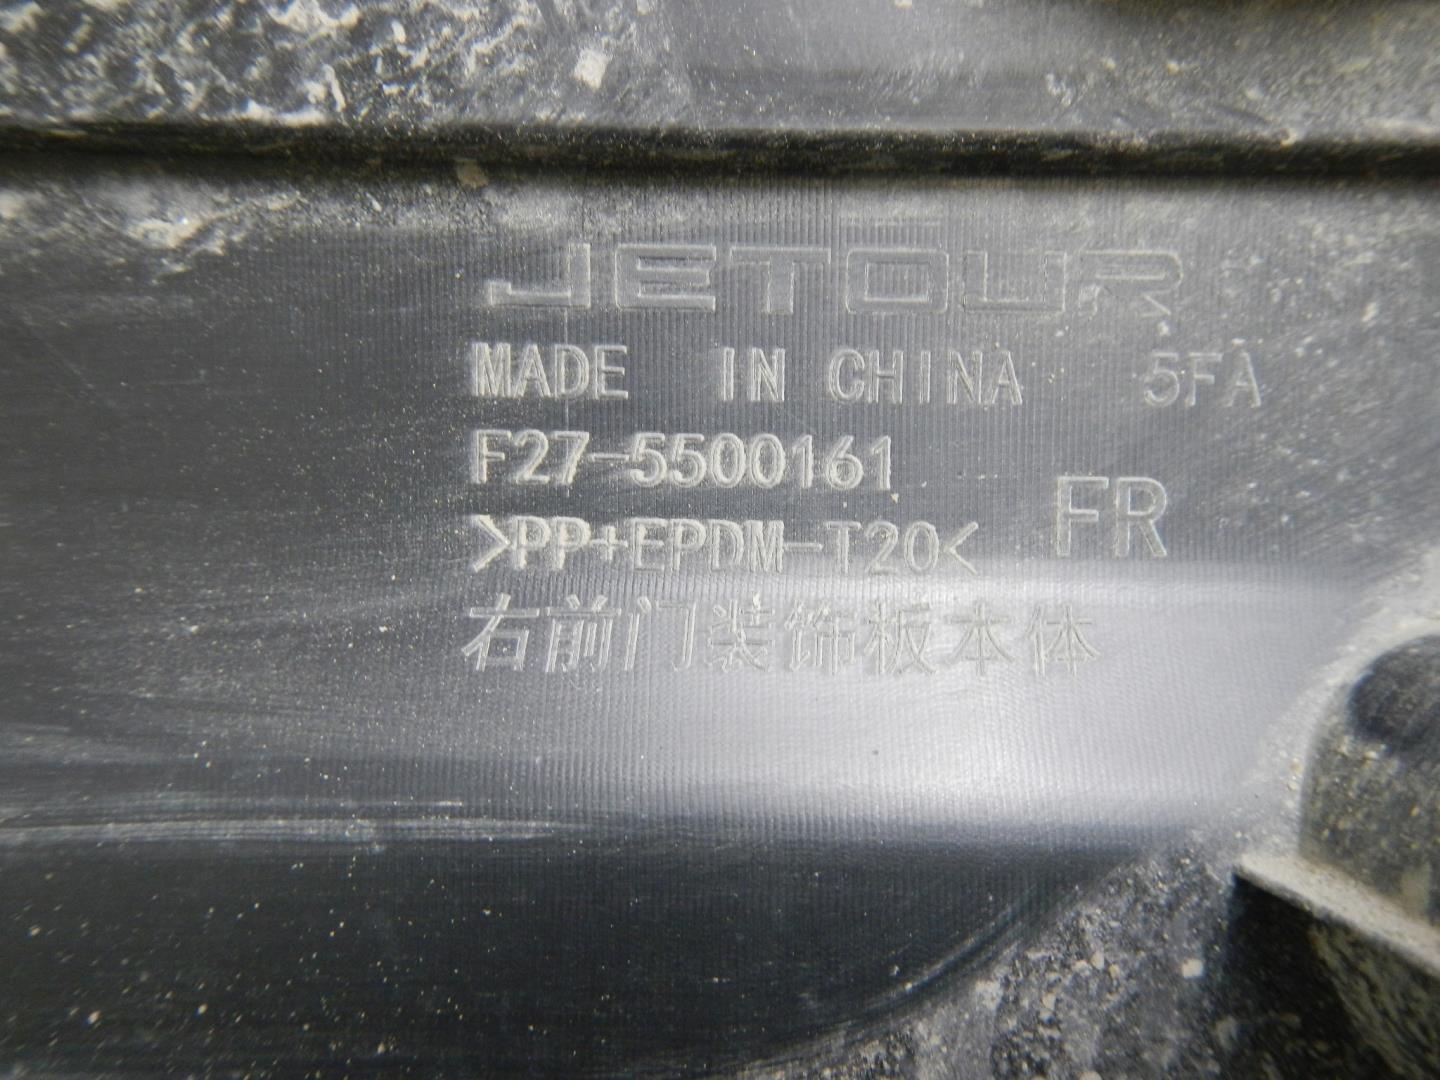 JETOUR
MADE IN CHINA 5FA
F27-5500161
FR
>PP+EPDM-T20<
右前门装饰板本体